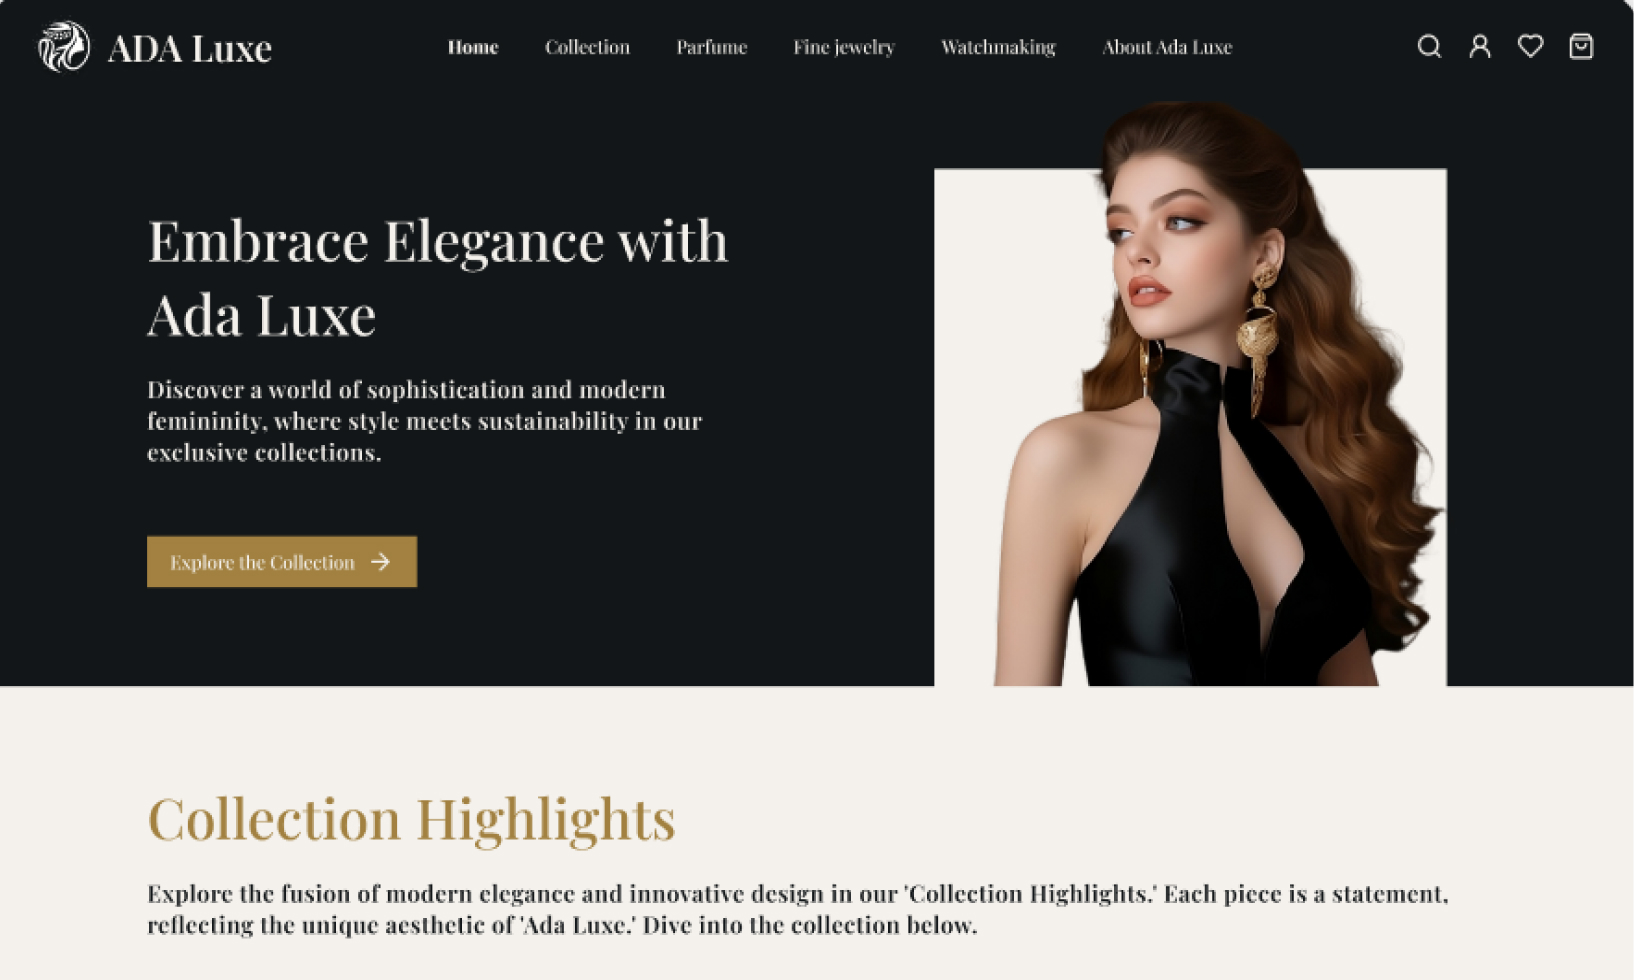 ADA Luxe
Home
Collection
Parfume
Fine jewelry
Watchmaking
About Ada Luxe
Embrace Elegance with
Ada Luxe
Discover a world of sophistication and modern
femininity, where style meets sustainability in our
exclusive collections.
Explore the Collection
Collection Highlights
Explore the fusion of modern elegance and innovative design in our 'Collection Highlights.' Each piece is a statement,
reflecting the unique aesthetic of 'Ada Luxe.' Dive into the collection below.